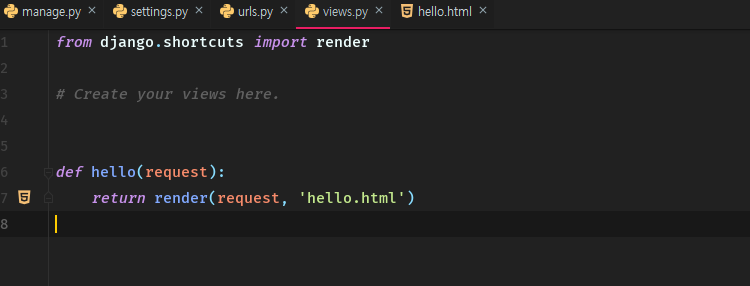 manage.py × settings.py × urls.py × views.py × hello.html ×
1 from django.shortcuts import render
2
3 # Create your views here.
4
5
6 def hello(request):
7     return render(request, 'hello.html')
8